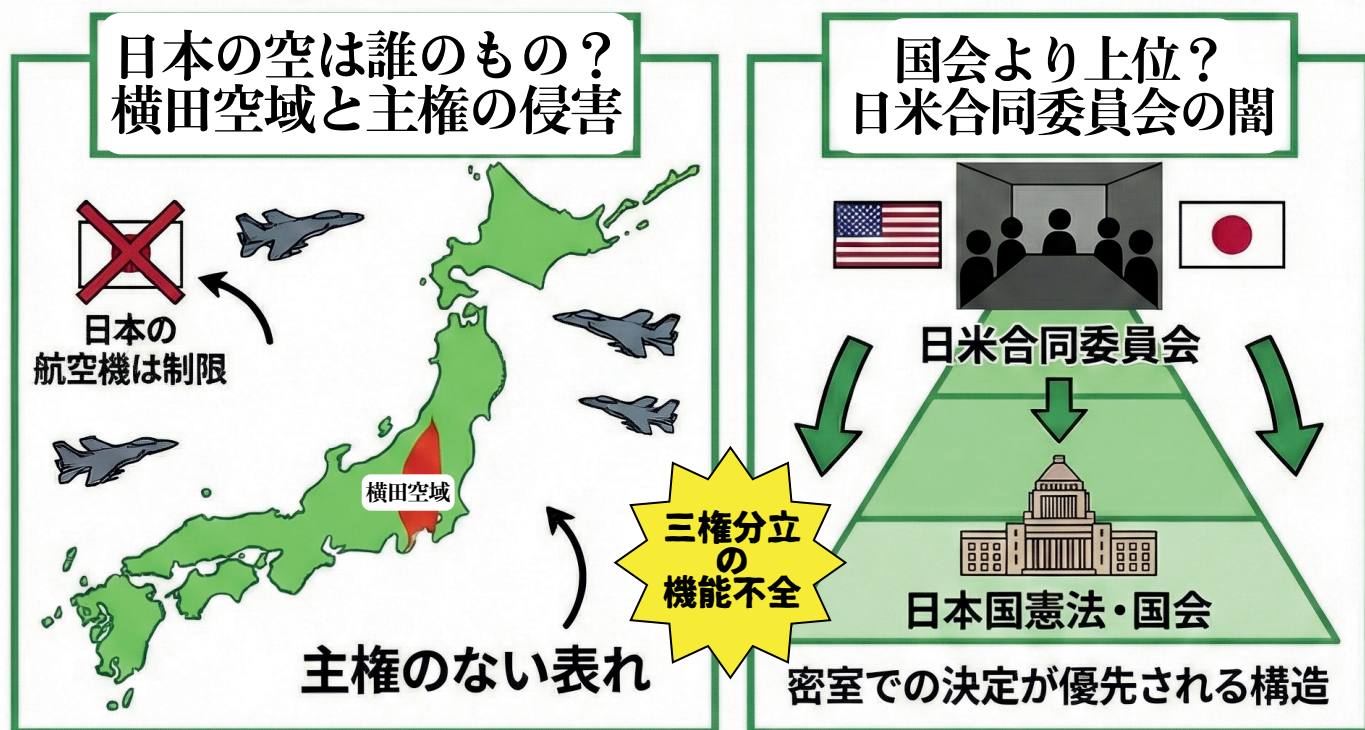 日本の空は誰のもの？
横田空域と主権の侵害
日本の
航空機は制限
横田空域
主権のない表れ
三権分立
の
機能不全
国会より上位？
日米合同委員会の闇
日米合同委員会
日本国憲法・国会
密室での決定が優先される構造